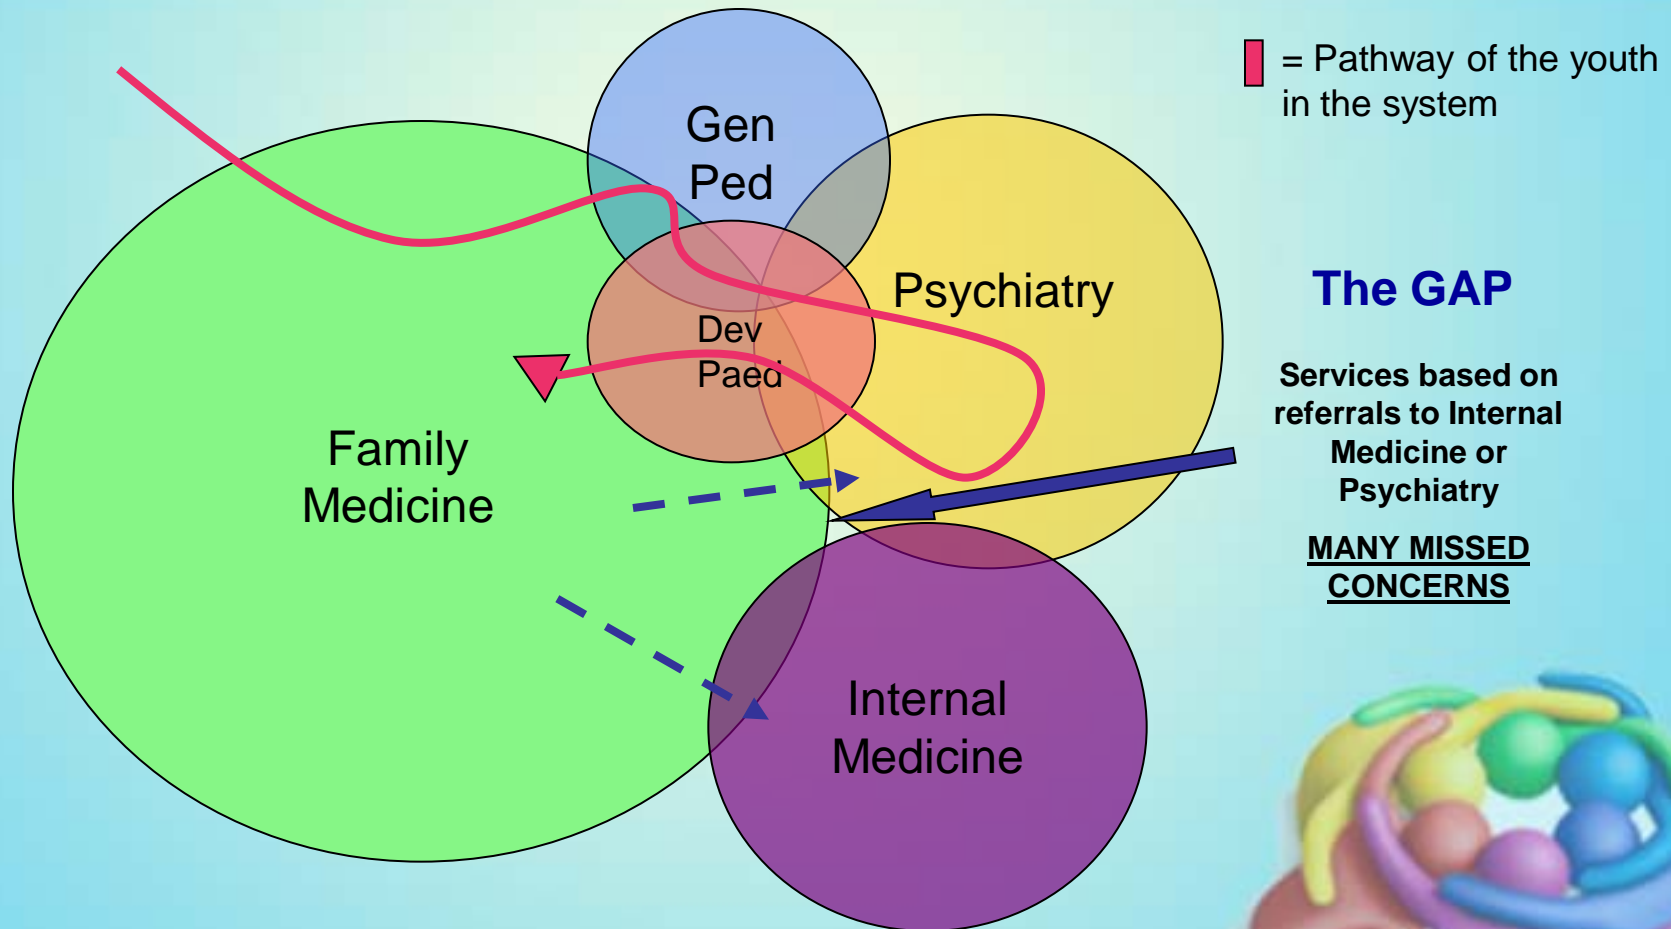 = Pathway of the youth
in the system
Gen
Ped
Psychiatry
Dev
Paed
Family
Medicine
Internal
Medicine
The GAP
Services based on
referrals to Internal
Medicine or
Psychiatry
MANY MISSED
CONCERNS